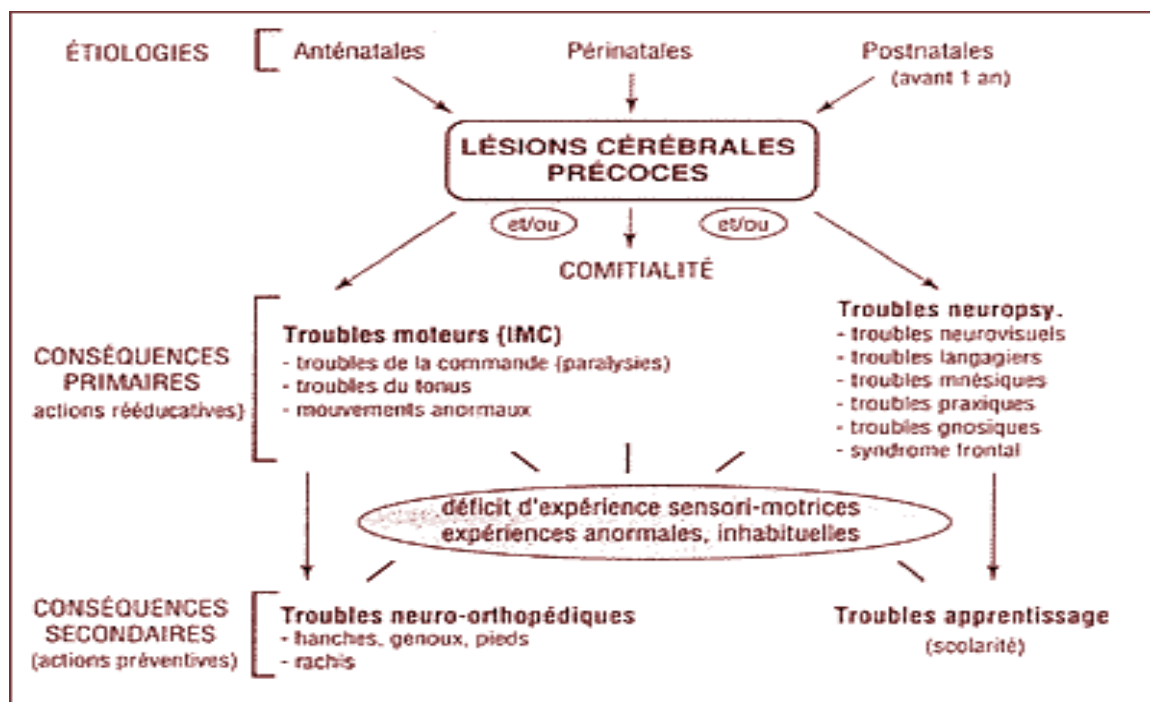 ÉTIOLOGIES
Anténatales
Périnatales
Postnatales
(avant 1 an)
LÉSIONS CÉRÉBRALES
PRÉCOCES
et/ou
et/ou
COMITIALITÉ
CONSÉQUENCES
PRIMAIRES
actions rééducatives)
Troubles moteurs (IMC)
- troubles de la commande (paralysies)
- troubles du tonus
- mouvements anormaux
Troubles neuropsy.
- troubles neurovisuels
- troubles langagiers
- troubles mnésiques
- troubles praxiques
- troubles gnosiques
- syndrome frontal
déficit d'expérience sensori-motrices
expériences anormales, inhabituelles
CONSÉQUENCES
SECONDAIRES
(actions préventives)
Troubles neuro-orthopédiques
- hanches, genoux, pieds
- rachis
Troubles apprentissage
(scolarité)